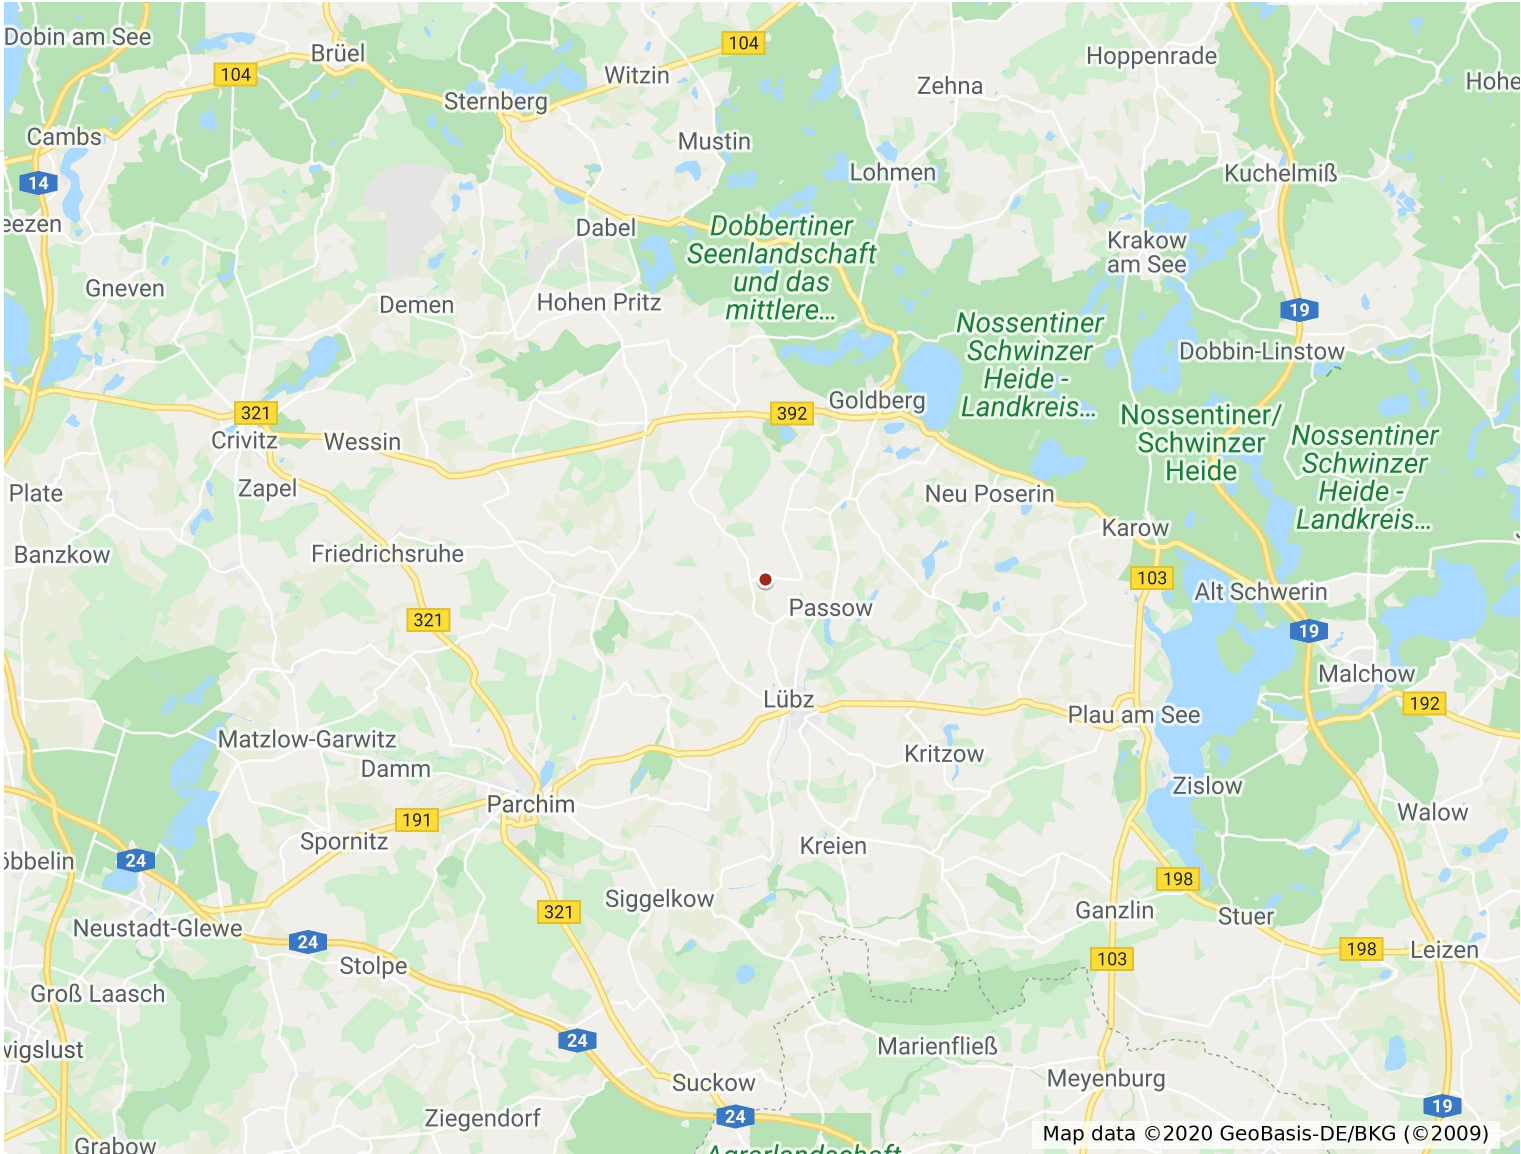 Dobin am See
Brüel
104
Hoppenrade
104
Witzin
Zehna
Hohe
Sternberg
Cambs
Mustin
Lohmen
Kuchelmiß
14
eezen
Dabel
Dobbertiner
Seenlandschaft
und das
mittlere...
Krakow
am See
Gneven
Demen
Hohen Pritz
19
Nossentiner
Schwinzer
Heide -
Landkreis...
Dobbin-Linstow
321
392
Goldberg
Nossentiner/
Schwinzer
Heide
Crivitz
Wessin
Nossentiner
Schwinzer
Heide -
Landkreis...
Plate
Zapel
Neu Poserin
Karow
Banzkow
Friedrichsruhe
103
Alt Schwerin
Passow
321
19
Malchow
Lübz
192
Plau am See
Matzlow-Garwitz
Damm
Kritzow
Zislow
Parchim
191
Walow
Spornitz
Kreien
öbbelin
24
198
Siggelkow
321
Ganzlin
Stuer
Neustadt-Glewe
24
198
Leizen
103
Stolpe
Groß Laasch
24
Marienfließ
wigslust
Suckow
Meyenburg
19
Ziegendorf
24
Map data ©2020 GeoBasis-DE/BKG (©2009)
Grabow
Agrarlandschaft